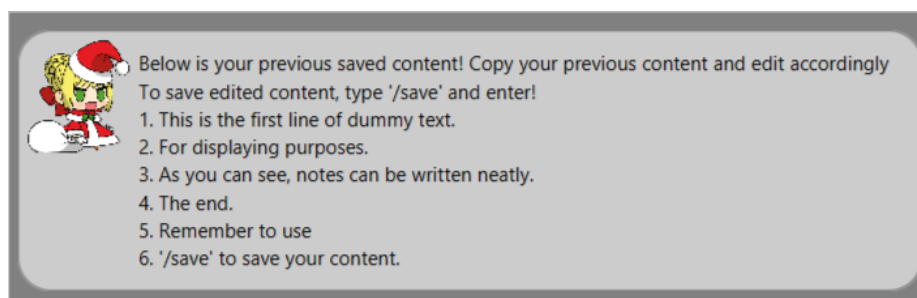 Below is your previous saved content! Copy your previous content and edit accordingly
To save edited content, type '/save' and enter!
1. This is the first line of dummy text.
2. For displaying purposes.
3. As you can see, notes can be written neatly.
4. The end.
5. Remember to use
6. '/save' to save your content.